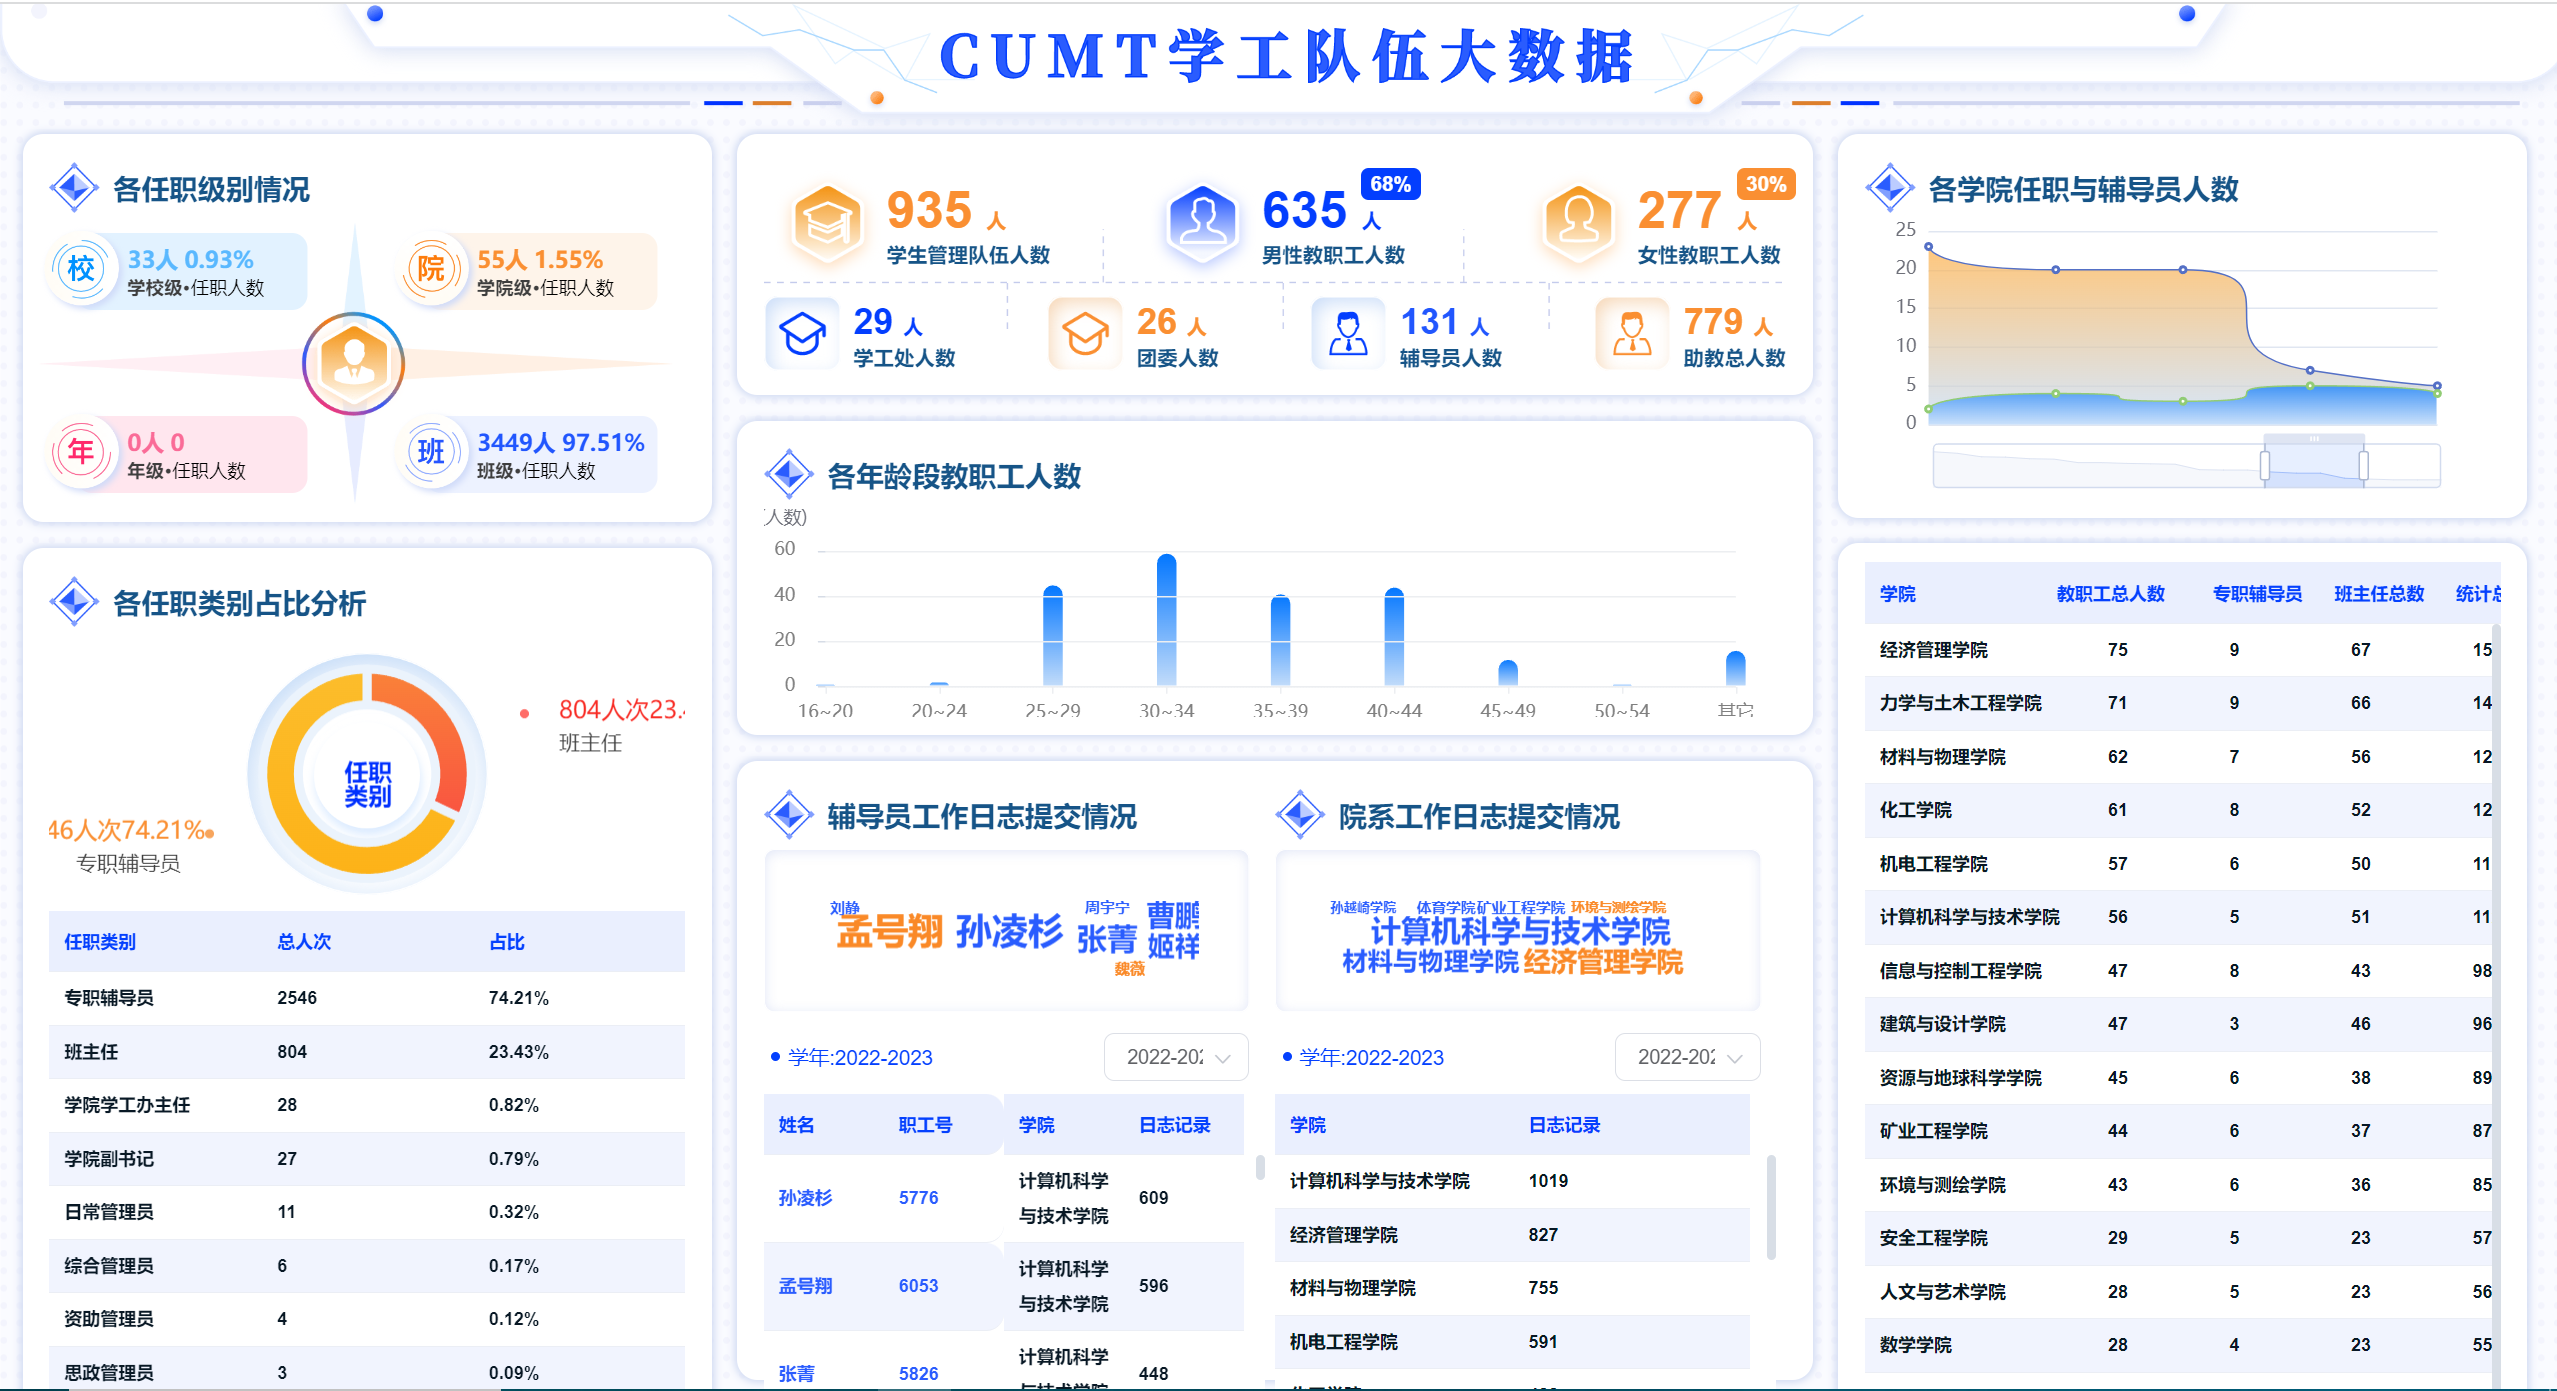 CUMT学工队伍大数据
各任职级别情况
校
33人 0.93%
学校级•任职人数
院
55人 1.55%
学院级•任职人数
年
0人 0
年级•任职人数
班
3449人 97.51%
班级•任职人数
各任职类别占比分析
804人次23.
班主任
任职
类别
46人次74.21%
专职辅导员
任职类别 总人次 占比
专职辅导员 2546 74.21%
班主任 804 23.43%
学院学工办主任 28 0.82%
学院副书记 27 0.79%
日常管理员 11 0.32%
综合管理员 6 0.17%
资助管理员 4 0.12%
思政管理员 3 0.09%
935 人
学生管理队伍人数
68%
635 人
男性教职工人数
30%
277 人
女性教职工人数
29 人
学工处人数
26 人
团委人数
131 人
辅导员人数
779 人
助教总人数
各年龄段教职工人数
人数)
60
40
20
0
16~20 20~24 25~29 30~34 35~39 40~44 45~49 50~54 其它
辅导员工作日志提交情况
刘静
孟号翔
孙凌杉
周宇宁
张菁
曹鹏
姬祥
魏薇
学年:2022-2023
2022-202
姓名 职工号 学院 日志记录
孙凌杉 5776 计算机科学与技术学院 609
孟号翔 6053 计算机科学与技术学院 596
张菁 5826 计算机科学与技术学院 448
院系工作日志提交情况
孙越崎学院 体育学院 矿业工程学院 环境与测绘学院
计算机科学与技术学院
材料与物理学院 经济管理学院
学年:2022-2023
2022-202
学院 日志记录
计算机科学与技术学院 1019
经济管理学院 827
材料与物理学院 755
机电工程学院 591
各学院任职与辅导员人数
25
20
15
10
5
0
学院 教职工总人数 专职辅导员 班主任总数 统计总
经济管理学院 75 9 67 15
力学与土木工程学院 71 9 66 14
材料与物理学院 62 7 56 12
化工学院 61 8 52 12
机电工程学院 57 6 50 11
计算机科学与技术学院 56 5 51 11
信息与控制工程学院 47 8 43 98
建筑与设计学院 47 3 46 96
资源与地球科学学院 45 6 38 89
矿业工程学院 44 6 37 87
环境与测绘学院 43 6 36 85
安全工程学院 29 5 23 57
人文与艺术学院 28 5 23 56
数学学院 28 4 23 55